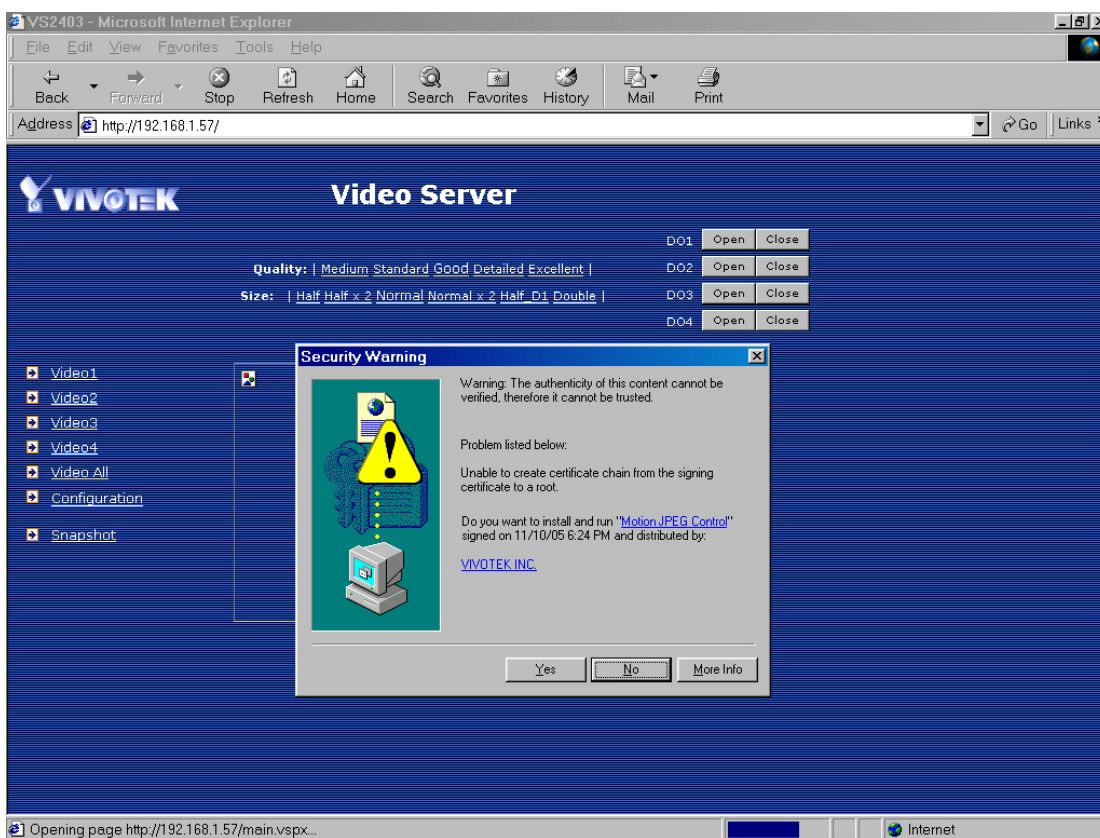 VS2403 - Microsoft Internet Explorer
File Edit View Favorites Tools Help
Back Forward Stop Refresh Home Search Favorites History Mail Print
Address http://192.168.1.57/ Go Links
VIVOTEK
Video Server
DO1 Open Close
Quality: | Medium Standard Good Detailed Excellent | DO2 Open Close
Size: | Half Half x 2 Normal Normal x 2 Half_D1 Double | DO3 Open Close
DO4 Open Close
Video1
Video2
Video3
Video4
Video All
Configuration
Snapshot
Security Warning
Warning: The authenticity of this content cannot be
verified, therefore it cannot be trusted.
Problem listed below:
Unable to create certificate chain from the signing
certificate to a root.
Do you want to install and run "Motion JPEG Control"
signed on 11/10/05 6:24 PM and distributed by:
VIVOTEK INC.
Yes No More Info
Opening page http://192.168.1.57/main.vspx... Internet